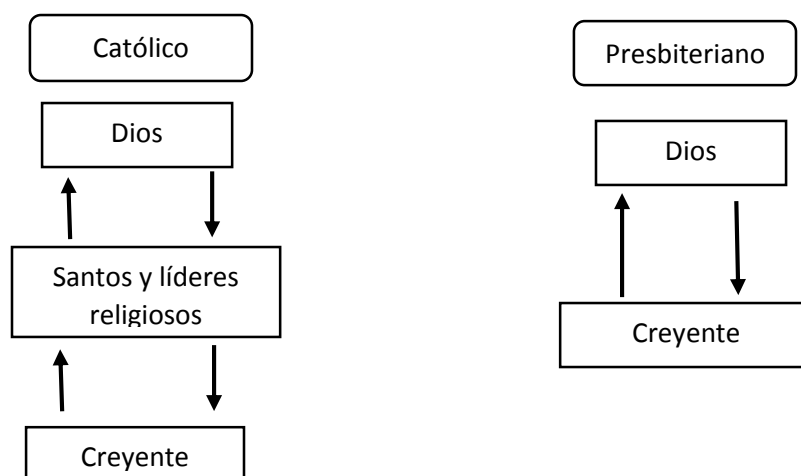 Católico
Dios
Santos y líderes
religiosos
Creyente
Presbiteriano
Dios
Creyente